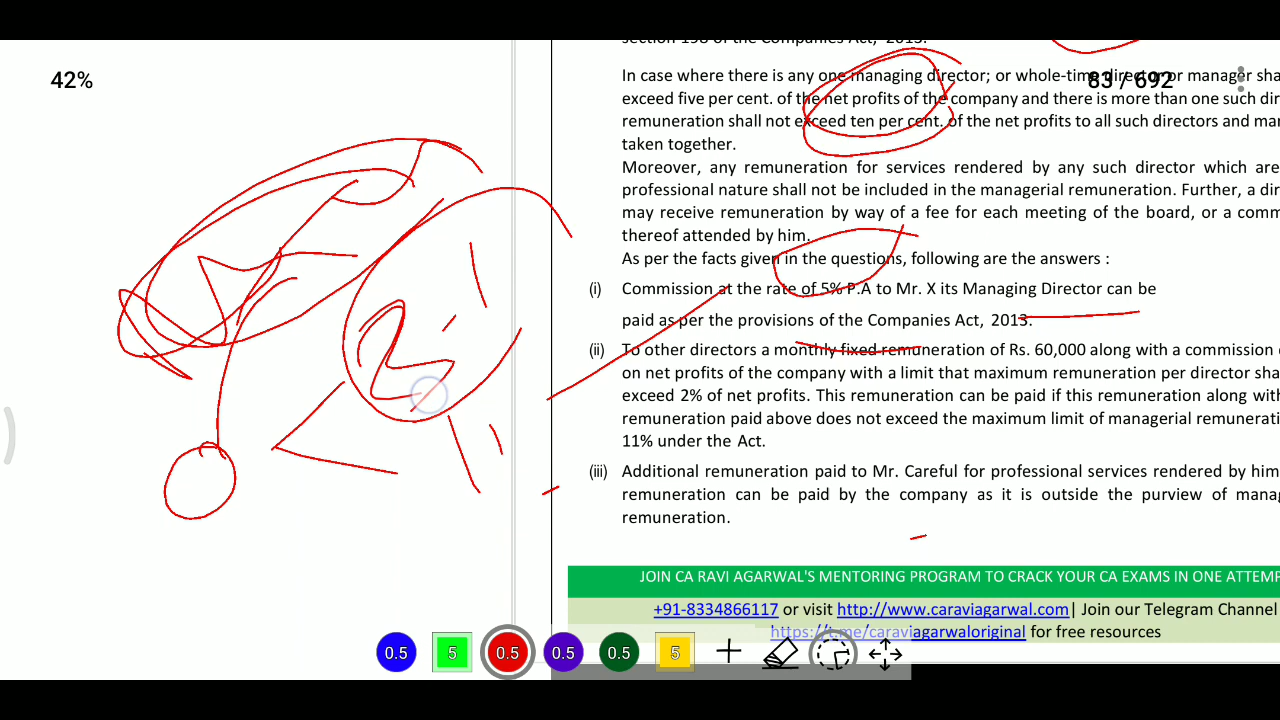 section 198 of the Companies Act, 2013.
42%
83 / 692
In case where there is any one managing director; or whole-time director or manager sha
exceed five per cent. of the net profits of the company and there is more than one such dir
remuneration shall not exceed ten per cent. of the net profits to all such directors and man
taken together.
Moreover, any remuneration for services rendered by any such director which are
professional nature shall not be included in the managerial remuneration. Further, a dir
may receive remuneration by way of a fee for each meeting of the board, or a comm
thereof attended by him.
As per the facts given in the questions, following are the answers :
(i) Commission at the rate of 5% P.A to Mr. X its Managing Director can be
paid as per the provisions of the Companies Act, 2013.
(ii) To other directors a monthly fixed remuneration of Rs. 60,000 along with a commission
on net profits of the company with a limit that maximum remuneration per director sha
exceed 2% of net profits. This remuneration can be paid if this remuneration along with
remuneration paid above does not exceed the maximum limit of managerial remunerati
11% under the Act.
(iii) Additional remuneration paid to Mr. Careful for professional services rendered by him
remuneration can be paid by the company as it is outside the purview of mana
remuneration.
JOIN CA RAVI AGARWAL'S MENTORING PROGRAM TO CRACK YOUR CA EXAMS IN ONE ATTEMP
+91-8334866117 or visit http://www.caraviagarwal.com| Join our Telegram Channel
https://t.me/caraviagarwaloriginal for free resources
0.5 5 0.5 0.5 0.5 5